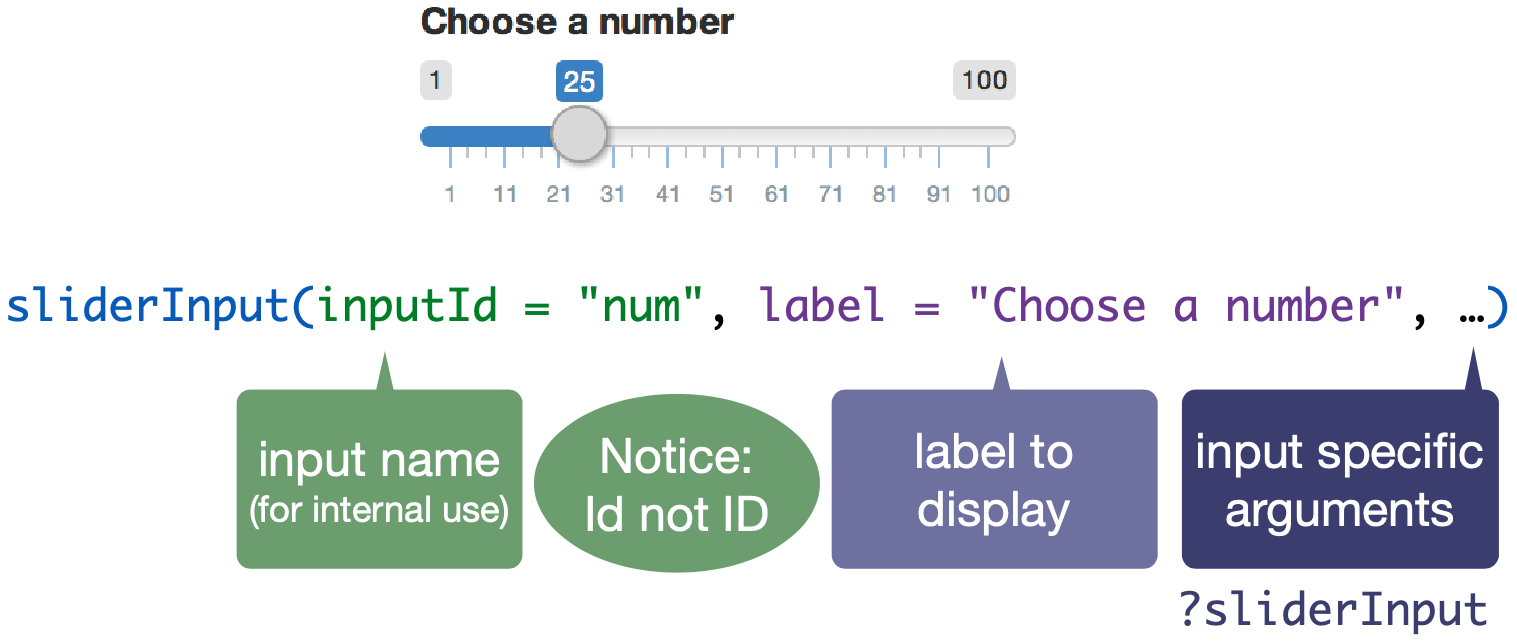 Choose a number
1 25 100
1 11 21 31 41 51 61 71 81 91 100
sliderInput(inputId = "num", label = "Choose a number", …)
input name
(for internal use)
Notice:
Id not ID
label to
display
input specific
arguments
?sliderInput